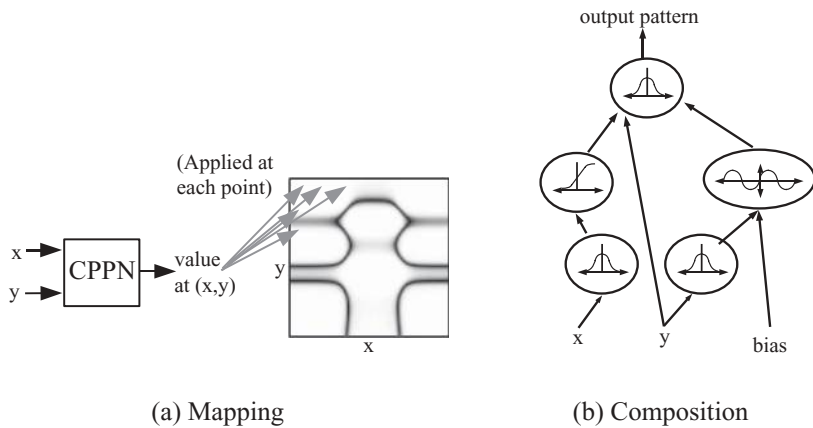 (Applied at
each point)
x
y
CPPN
value
at (x,y)
y
x
(a) Mapping
output pattern
x
y
bias
(b) Composition